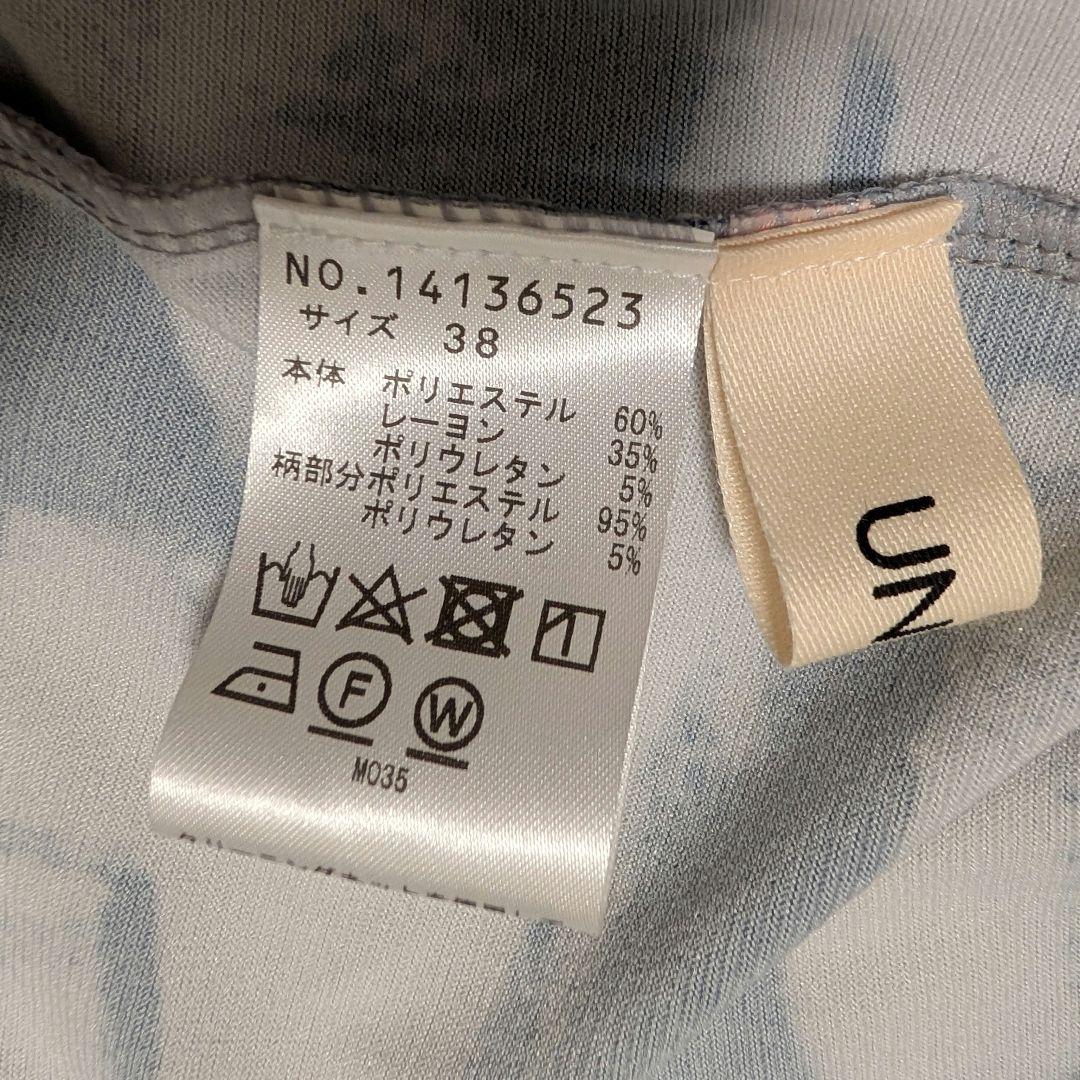 NO.14136523
サイズ 38
本体 ポリエステル 60%
レーヨン 35%
ポリウレタン 5%
柄部分ポリエステル 95%
ポリウレタン 5%
1
F
W
M035
UN